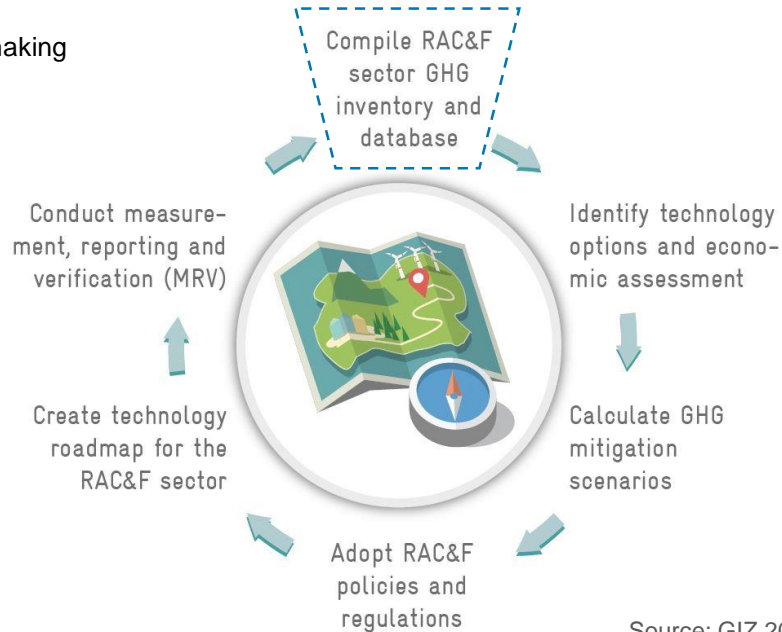 Compile RAC&F
sector GHG
inventory and
database
Identify technology
options and econo-
mic assessment
Calculate GHG
mitigation
scenarios
Adopt RAC&F
policies and
regulations
Create technology
roadmap for the
RAC&F sector
Conduct measure-
ment, reporting and
verification (MRV)
Source: GIZ